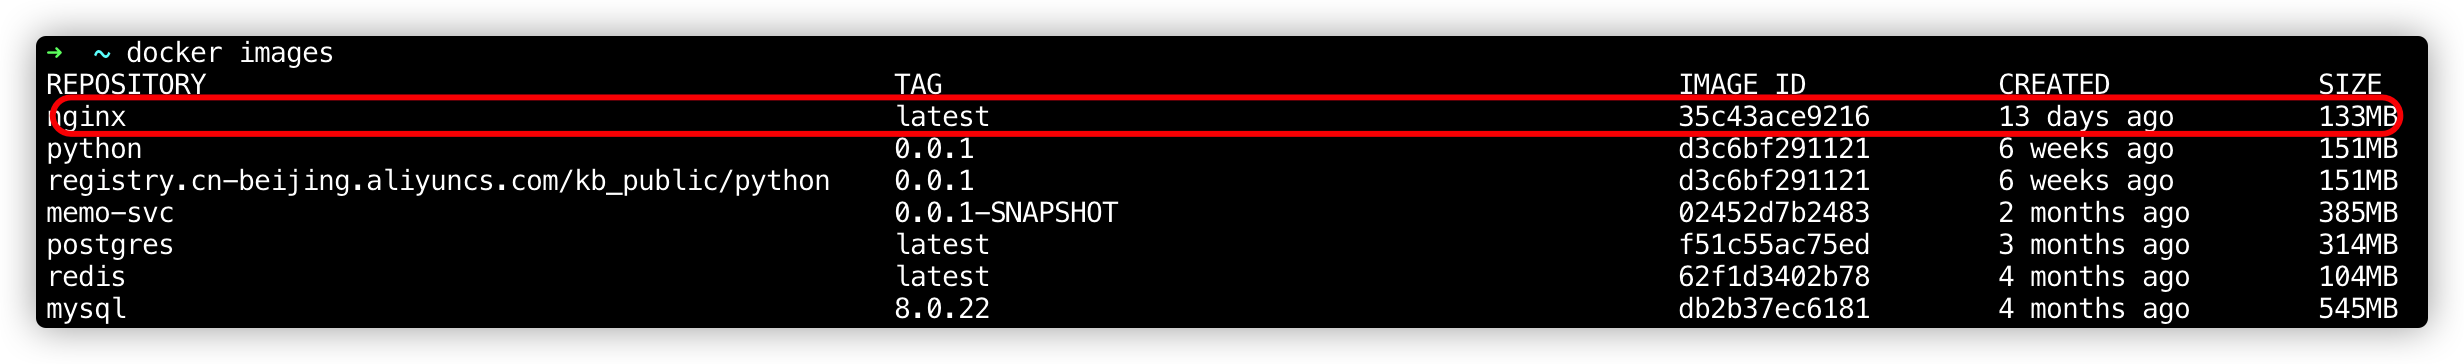 ➜ ~ docker images
REPOSITORY TAG IMAGE ID CREATED SIZE
nginx latest 35c43ace9216 13 days ago 133MB
python 0.0.1 d3c6bf291121 6 weeks ago 151MB
registry.cn-beijing.aliyuncs.com/kb_public/python 0.0.1 d3c6bf291121 6 weeks ago 151MB
memo-svc 0.0.1-SNAPSHOT 02452d7b2483 2 months ago 385MB
postgres latest f51c55ac75ed 3 months ago 314MB
redis latest 62f1d3402b78 4 months ago 104MB
mysql 8.0.22 db2b37ec6181 4 months ago 545MB